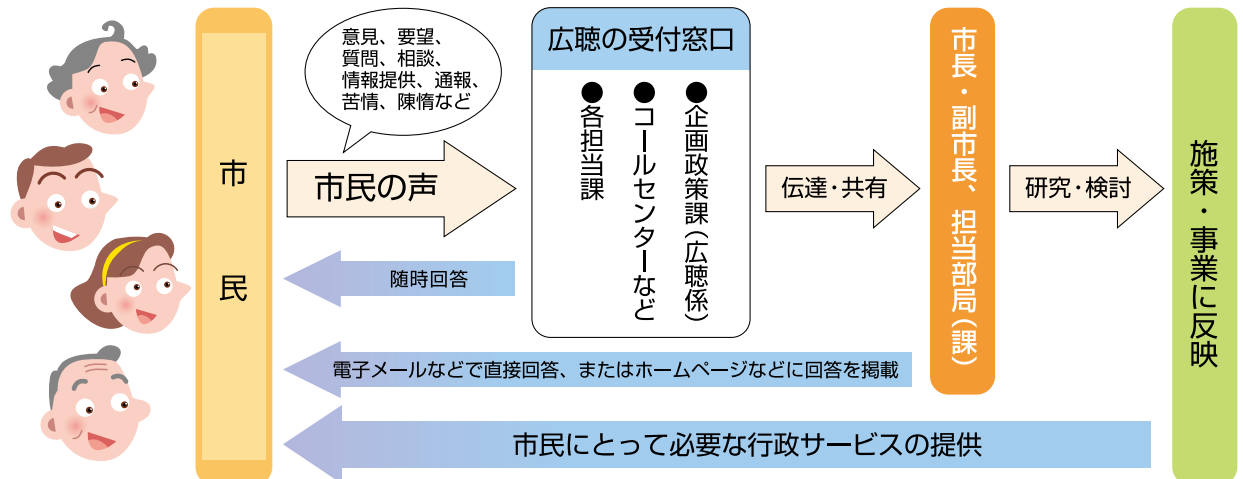 市民
意見、要望、
質問、相談、
情報提供、通報、
苦情、陳情など
市民の声
広聴の受付窓口
●企画政策課(広聴係)
●コールセンターなど
●各担当課
伝達・共有
市長・副市長、担当部局(課)
研究・検討
施策・事業に反映
随時回答
電子メールなどで直接回答、またはホームページなどに回答を掲載
市民にとって必要な行政サービスの提供